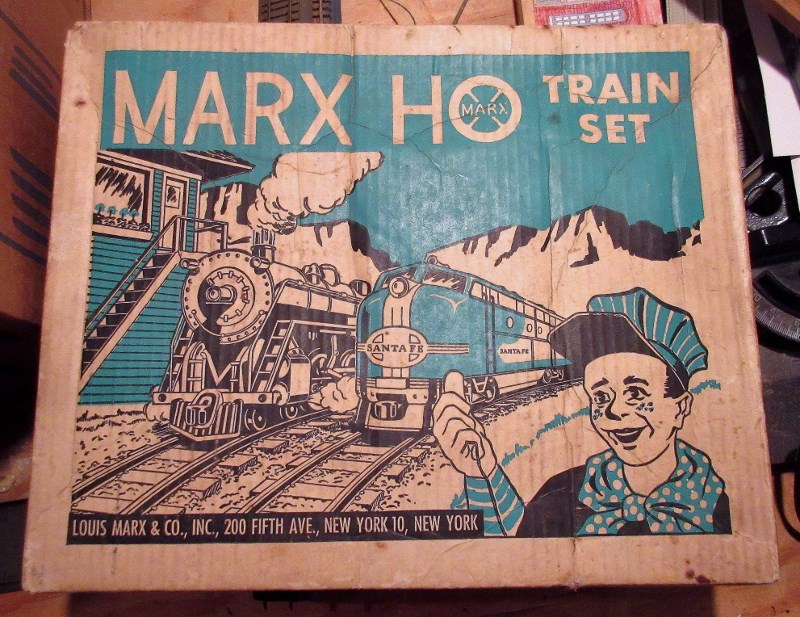 MARX HO TRAIN
MARX
SET
SANTA FE
SANTA FE
LOUIS MARX & CO., INC., 200 FIFTH AVE., NEW YORK 10, NEW YORK